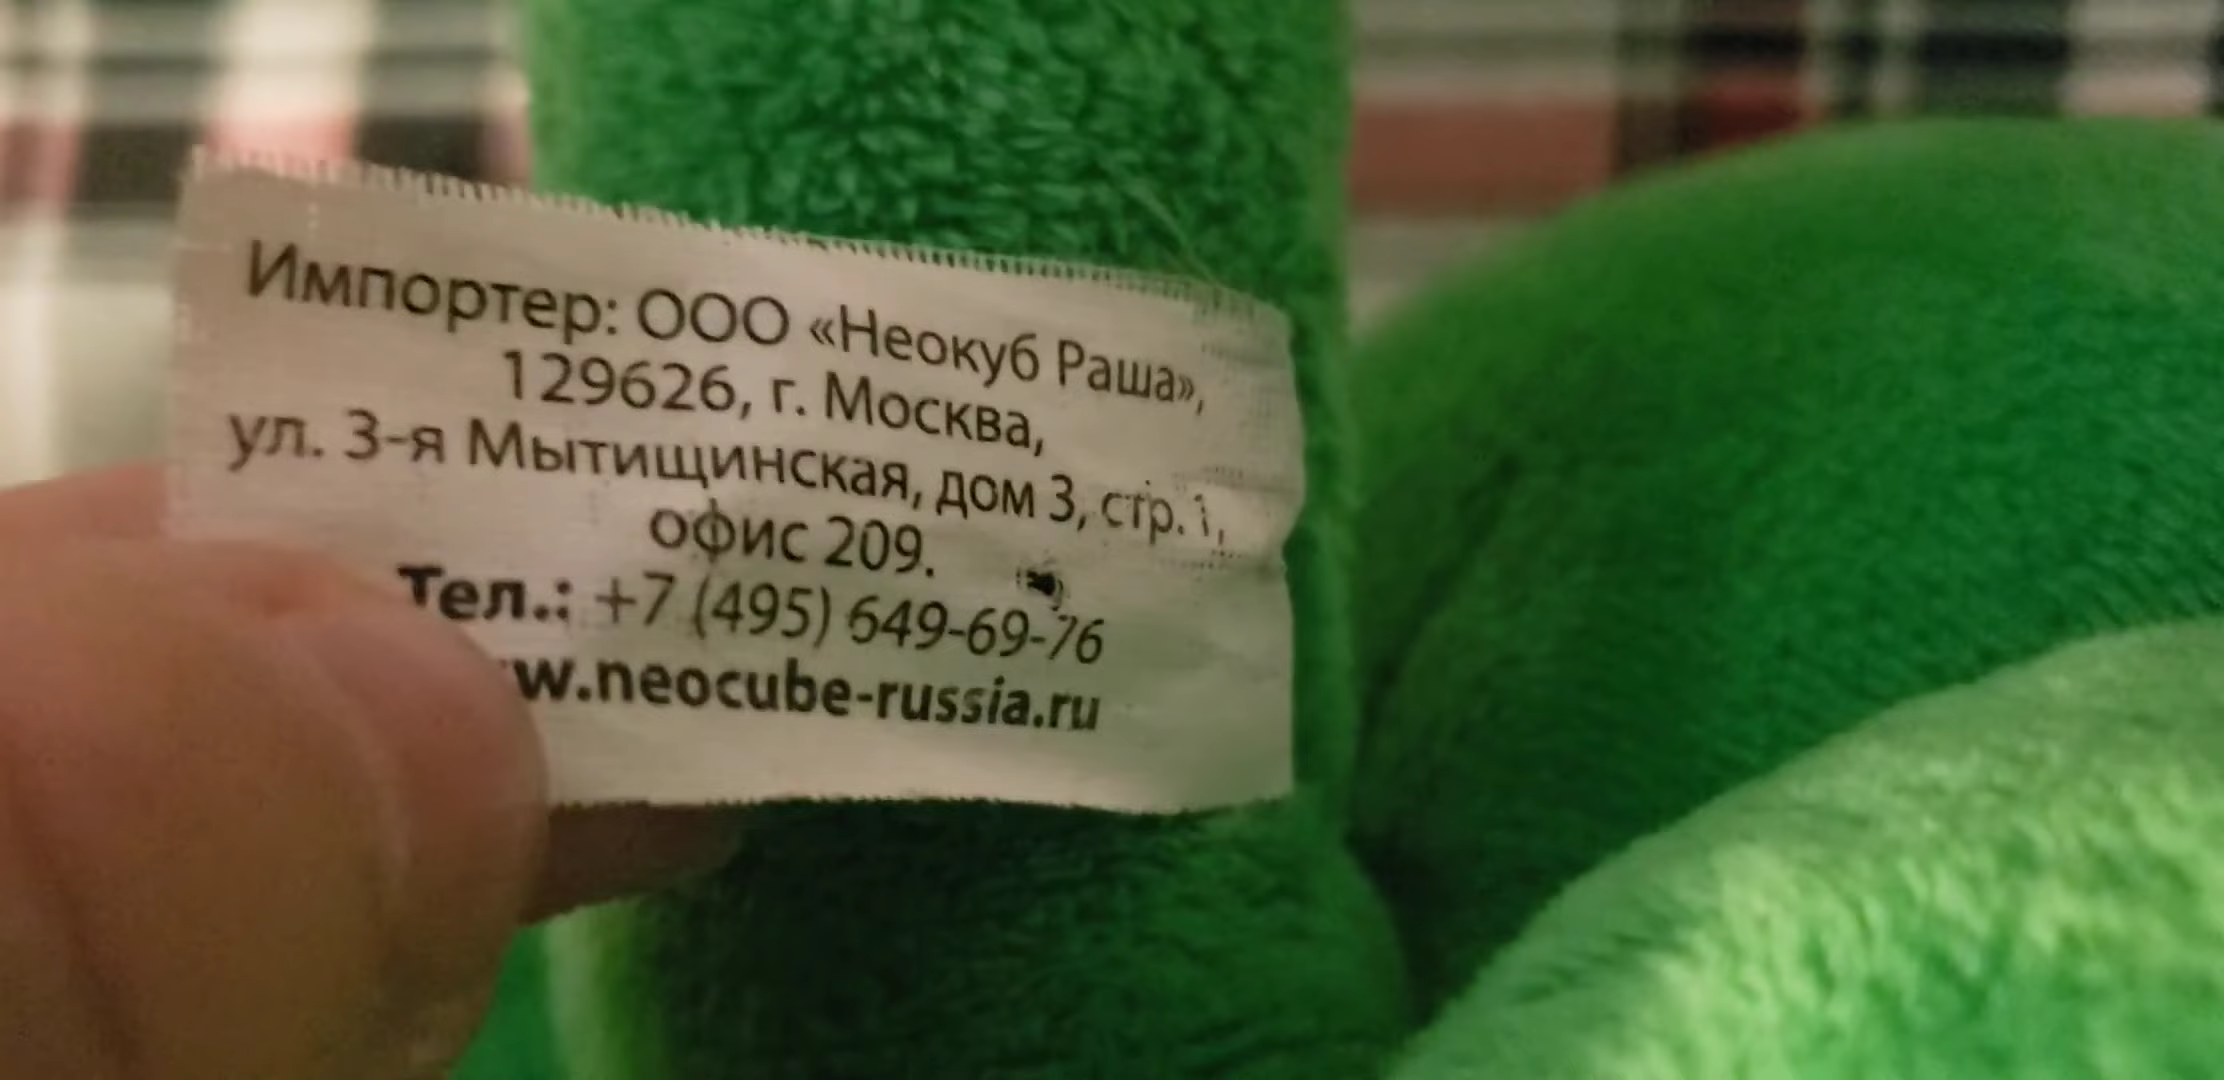 Импортер: ООО «Неокуб Раша»,
129626, г. Москва,
ул. 3-я Мытищинская, дом 3, стр. 1,
офис 209.
Тел.: +7 (495) 649-69-76
w.neocube-russia.ru